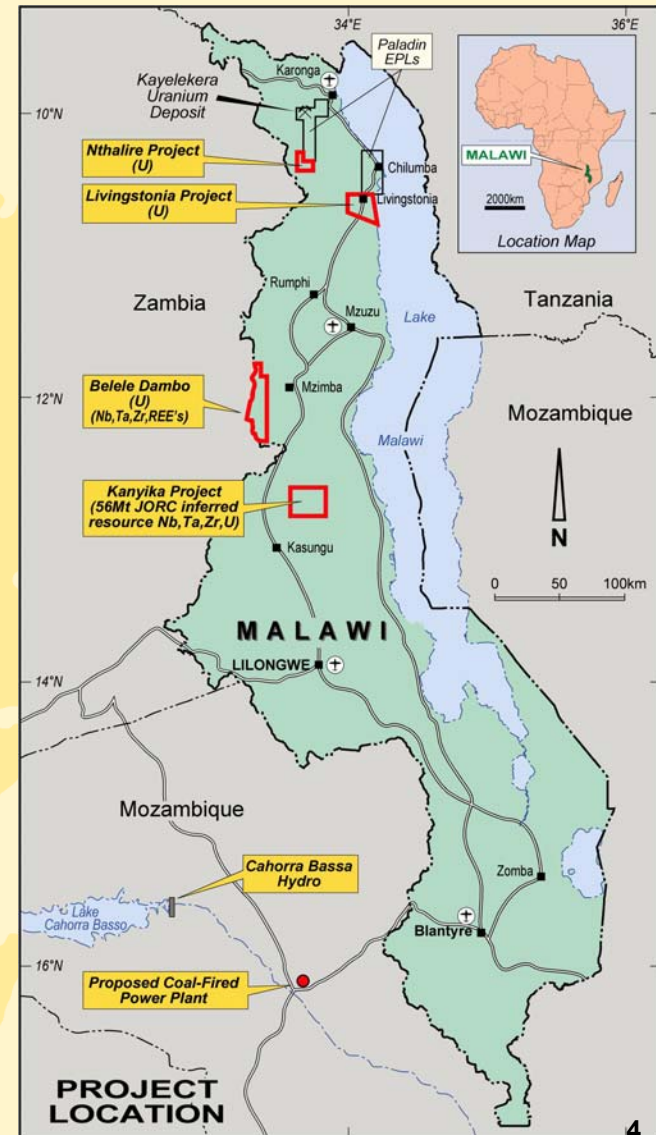 34°E
36°E
Paladin
EPLs
Karonga
Kayelekera
Uranium
Deposit
10°N
Nthalire Project
(U)
Chilumba
Livingstonia Project
(U)
Livingstonia
MALAWI
2000km
Location Map
Rumphi
Zambia
Mzuzu
Lake
Tanzania
Belele Dambo
(U)
(Nb,Ta,Zr,REE's)
12°N
Mzimba
Malawi
Mozambique
Kanyika Project
(56Mt JORC inferred
resource Nb,Ta,Zr,U)
N
Kasungu
0 50 100km
MALAWI
LILONGWE
14°N
14°N
Mozambique
Cahorra Bassa
Hydro
Zomba
Lake
Cahorra Basso
Blantyre
16°N
16°N
Proposed Coal-Fired
Power Plant
PROJECT
LOCATION
4